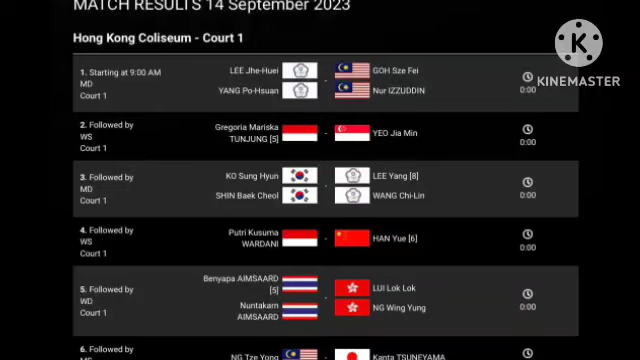 MATCH RESULTS 14 September 2023
Hong Kong Coliseum - Court 1
1. Starting at 9:00 AM
MD
Court 1
LEE Jhe-Huei
YANG Po-Hsuan
-
GOH Sze Fei
Nur IZZUDDIN
0:00
KINEMASTER
2. Followed by
WS
Court 1
Gregoria Mariska
TUNJUNG [5]
-
YEO Jia Min
0:00
3. Followed by
MD
Court 1
KO Sung Hyun
SHIN Baek Cheol
-
LEE Yang [8]
WANG Chi-Lin
0:00
4. Followed by
WS
Court 1
Putri Kusuma
WARDANI
-
HAN Yue [6]
0:00
5. Followed by
WD
Court 1
Benyapa AIMSAARD
[5]
Nuntakarn
AIMSAARD
-
LUI Lok Lok
NG Wing Yung
0:00
6. Followed by
MS
NG Tze Yong
Kanta TSUNEYAMA